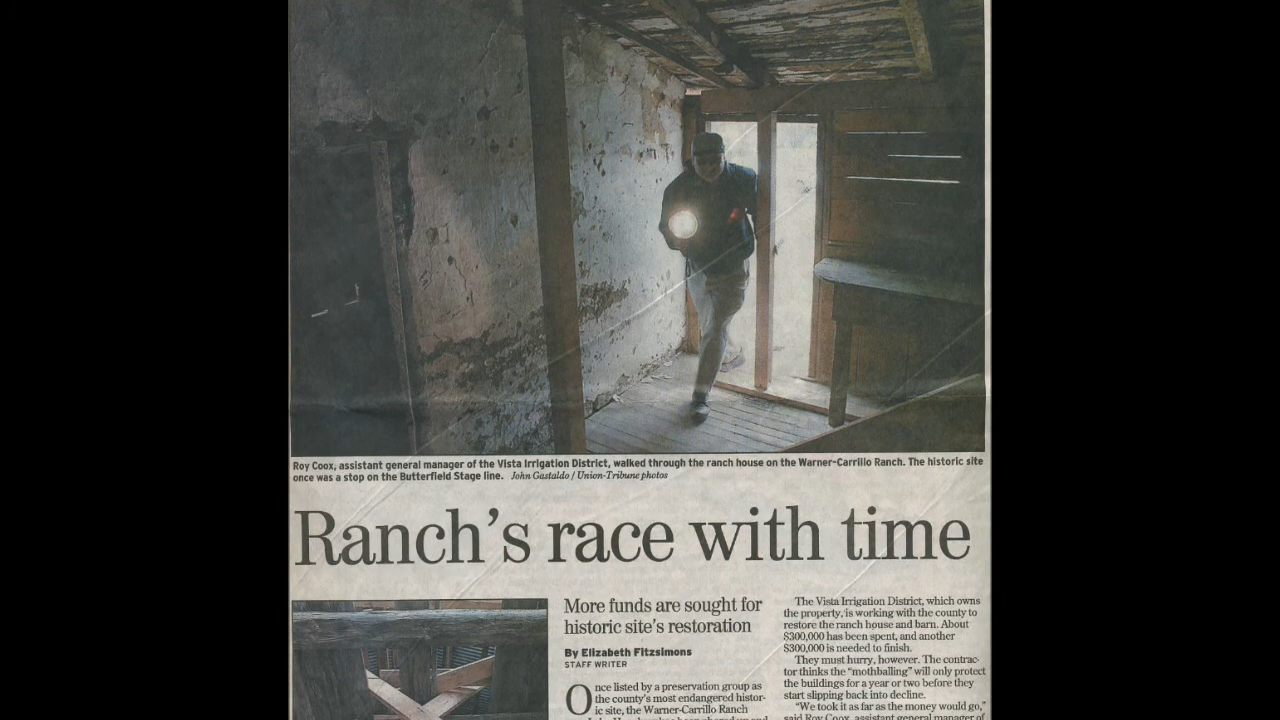 Roy Coox, assistant general manager of the Vista Irrigation District, walked through the ranch house on the Warner-Carrillo Ranch. The historic site
once was a stop on the Butterfield Stage line. John Gastaldo / Union-Tribune photos
Ranch's race with time
More funds are sought for
historic site's restoration
By Elizabeth Fitzsimons
STAFF WRITER
Once listed by a preservation group as
the county's most endangered histor-
ic site, the Warner-Carrillo Ranch
The Vista Irrigation District, which owns
the property, is working with the county to
restore the ranch house and barn. About
$300,000 has been spent, and another
$300,000 is needed to finish.
They must hurry, however. The contrac-
tor thinks the "mothballing" will only protect
the buildings for a year or two before they
start slipping back into decline.
"We took it as far as the money would go,"
said Roy Coox, assistant general manager of